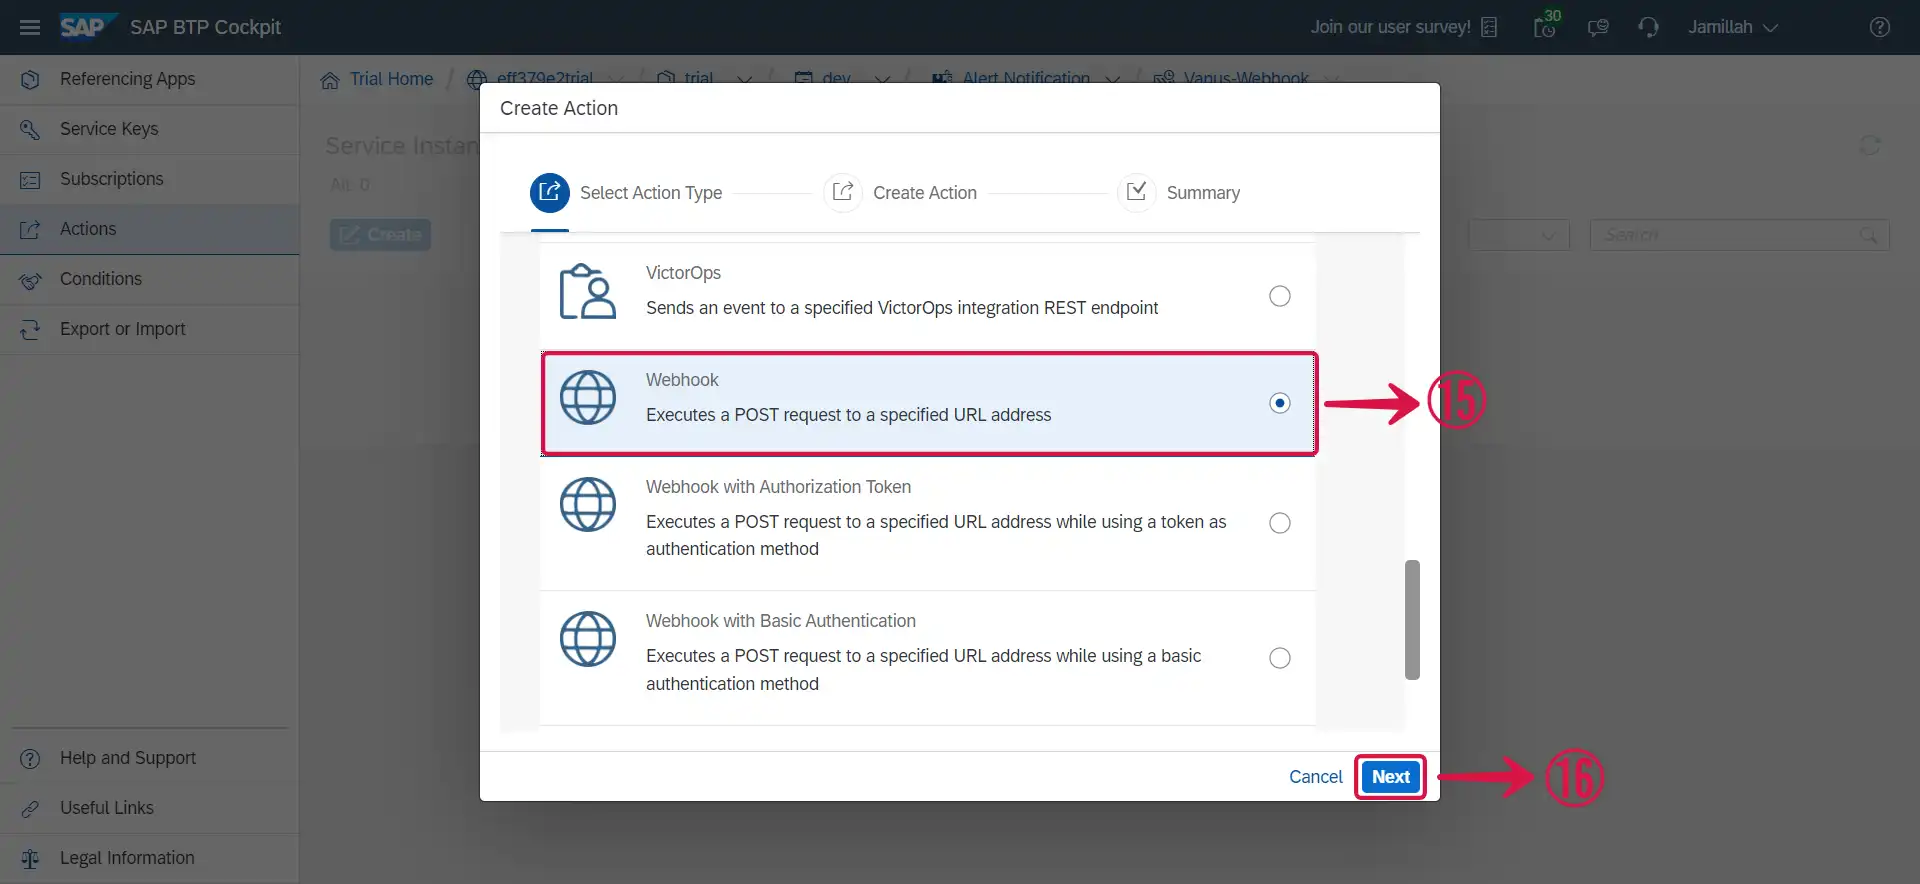 SAP SAP BTP Cockpit
Join our user survey!
30
Jamillah
Referencing Apps
Service Keys
Subscriptions
Actions
Conditions
Export or Import
Help and Support
Useful Links
Legal Information
Trial Home / eff379e2trial / trial / dev / Alert Notification / Vanus-Webhook
Service Instan
All: 0
Create
Search
Create Action
Select Action Type
Create Action
Summary
VictorOps
Sends an event to a specified VictorOps integration REST endpoint
Webhook
Executes a POST request to a specified URL address
15
Webhook with Authorization Token
Executes a POST request to a specified URL address while using a token as
authentication method
Webhook with Basic Authentication
Executes a POST request to a specified URL address while using a basic
authentication method
Cancel
Next
16